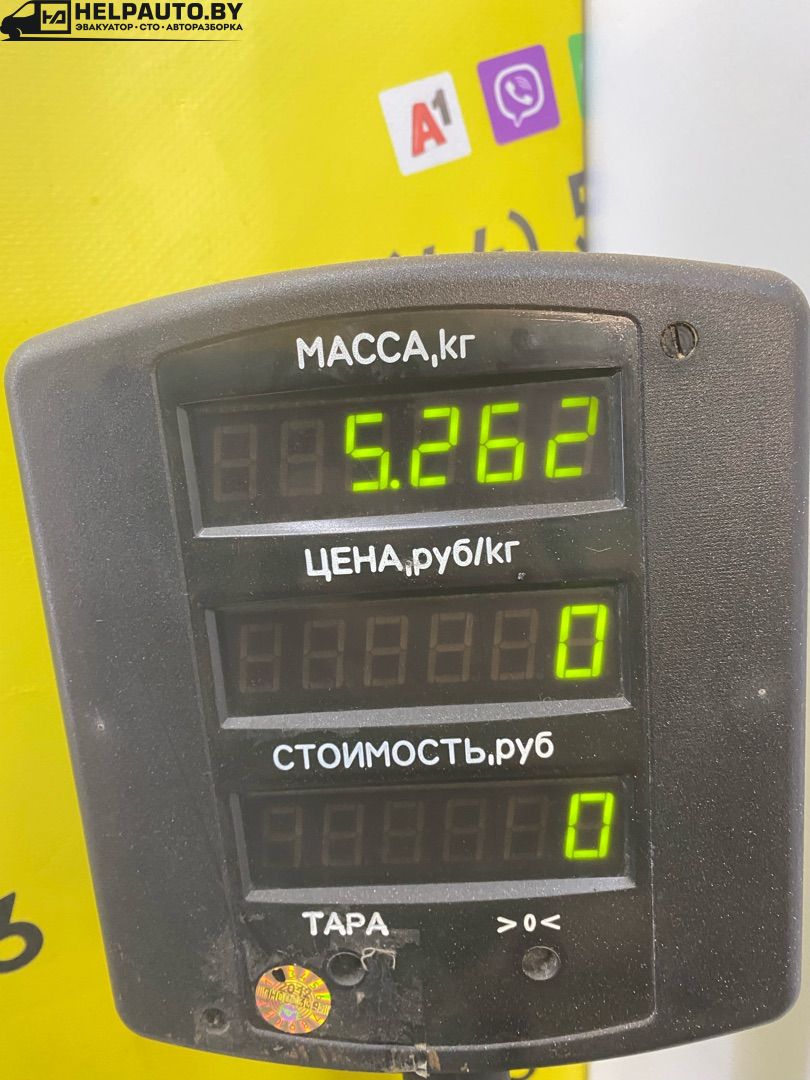 HELPAUTO.BY
ЭВАКУАТОР • СТО • АВТОРАЗБОРКА
A1
МАССА,кг
5.262
ЦЕНА,руб/кг
0
СТОИМОСТЬ,руб
0
ТАРА
>0<